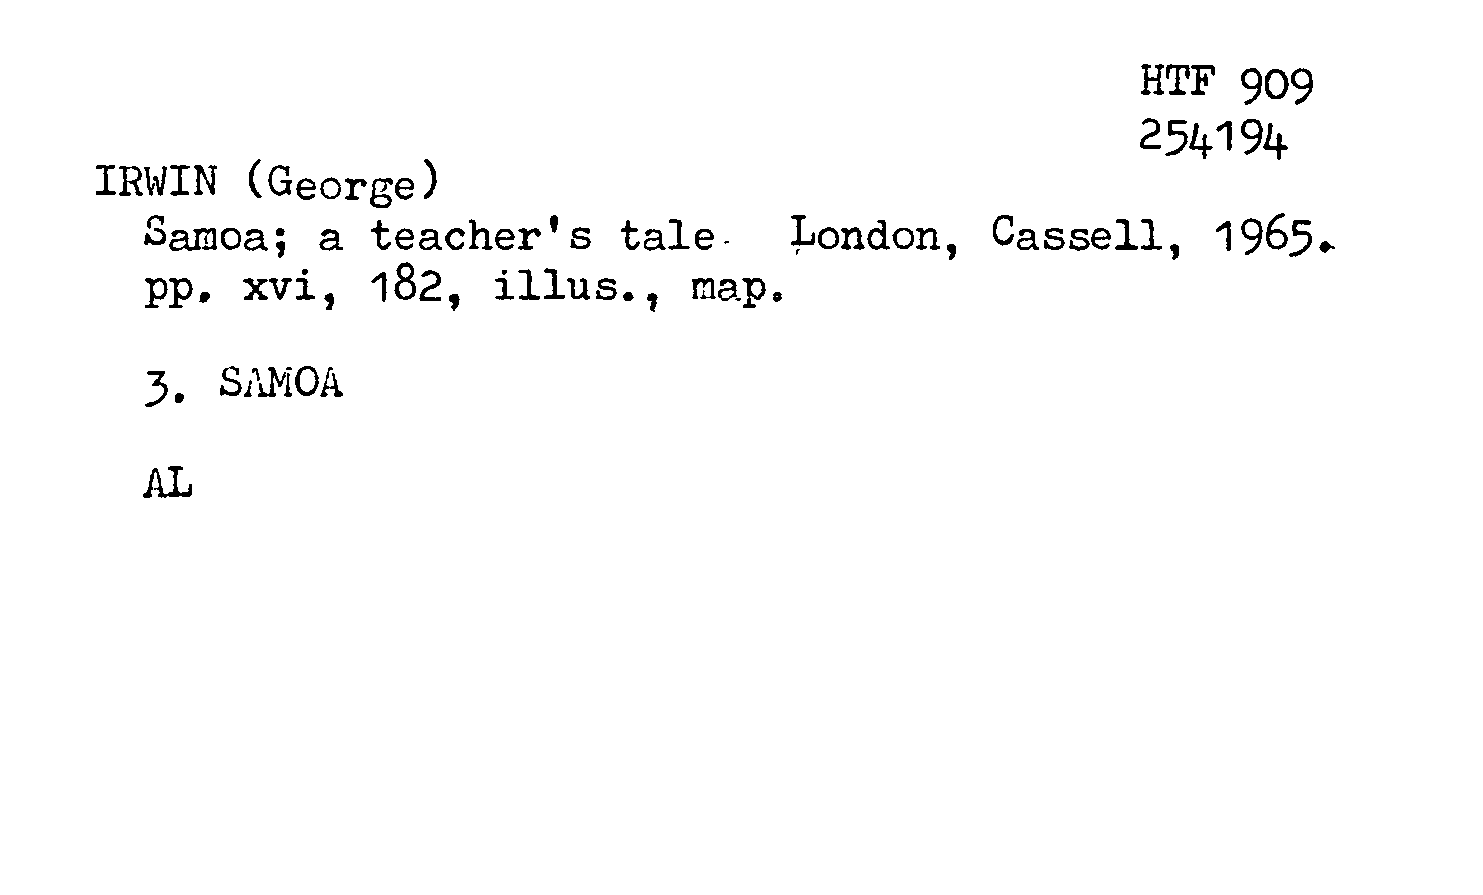 HTF 909
254194
IRWIN (George)
Samoa; a teacher's tale. London, Cassell, 1965.
pp. xvi, 182, illus., map.
3. SAMOA
AL